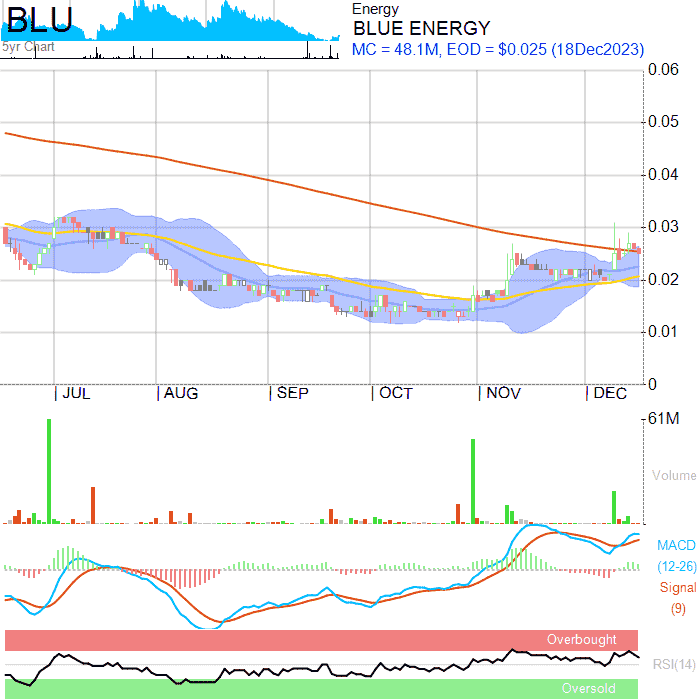 BLU
5yr Chart
Energy
BLUE ENERGY
MC = 48.1M, EOD = $0.025 (18Dec2023)
0.06
0.05
0.04
0.03
0.02
0.01
0
JUL AUG SEP OCT NOV DEC
61M
Volume
MACD
(12-26)
Signal
(9)
Overbought
RSI(14)
Oversold